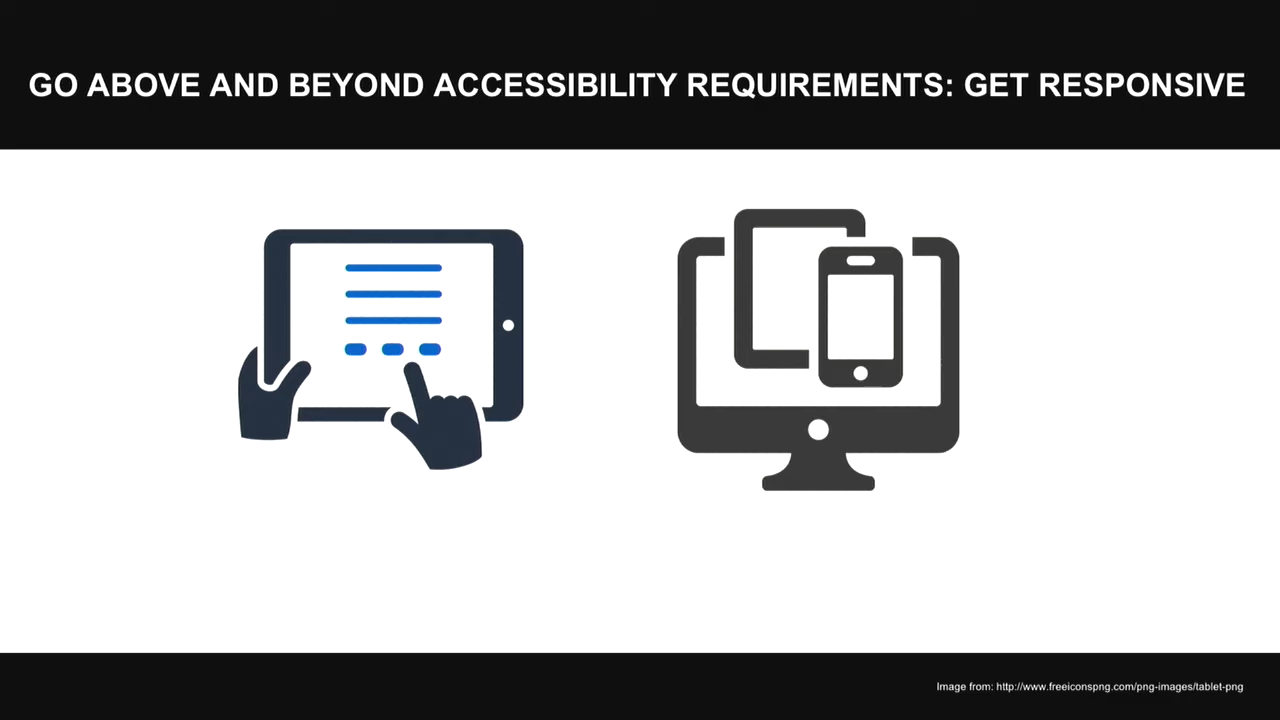 GO ABOVE AND BEYOND ACCESSIBILITY REQUIREMENTS: GET RESPONSIVE
Image from: http://www.freeiconspng.com/png-images/tablet-png